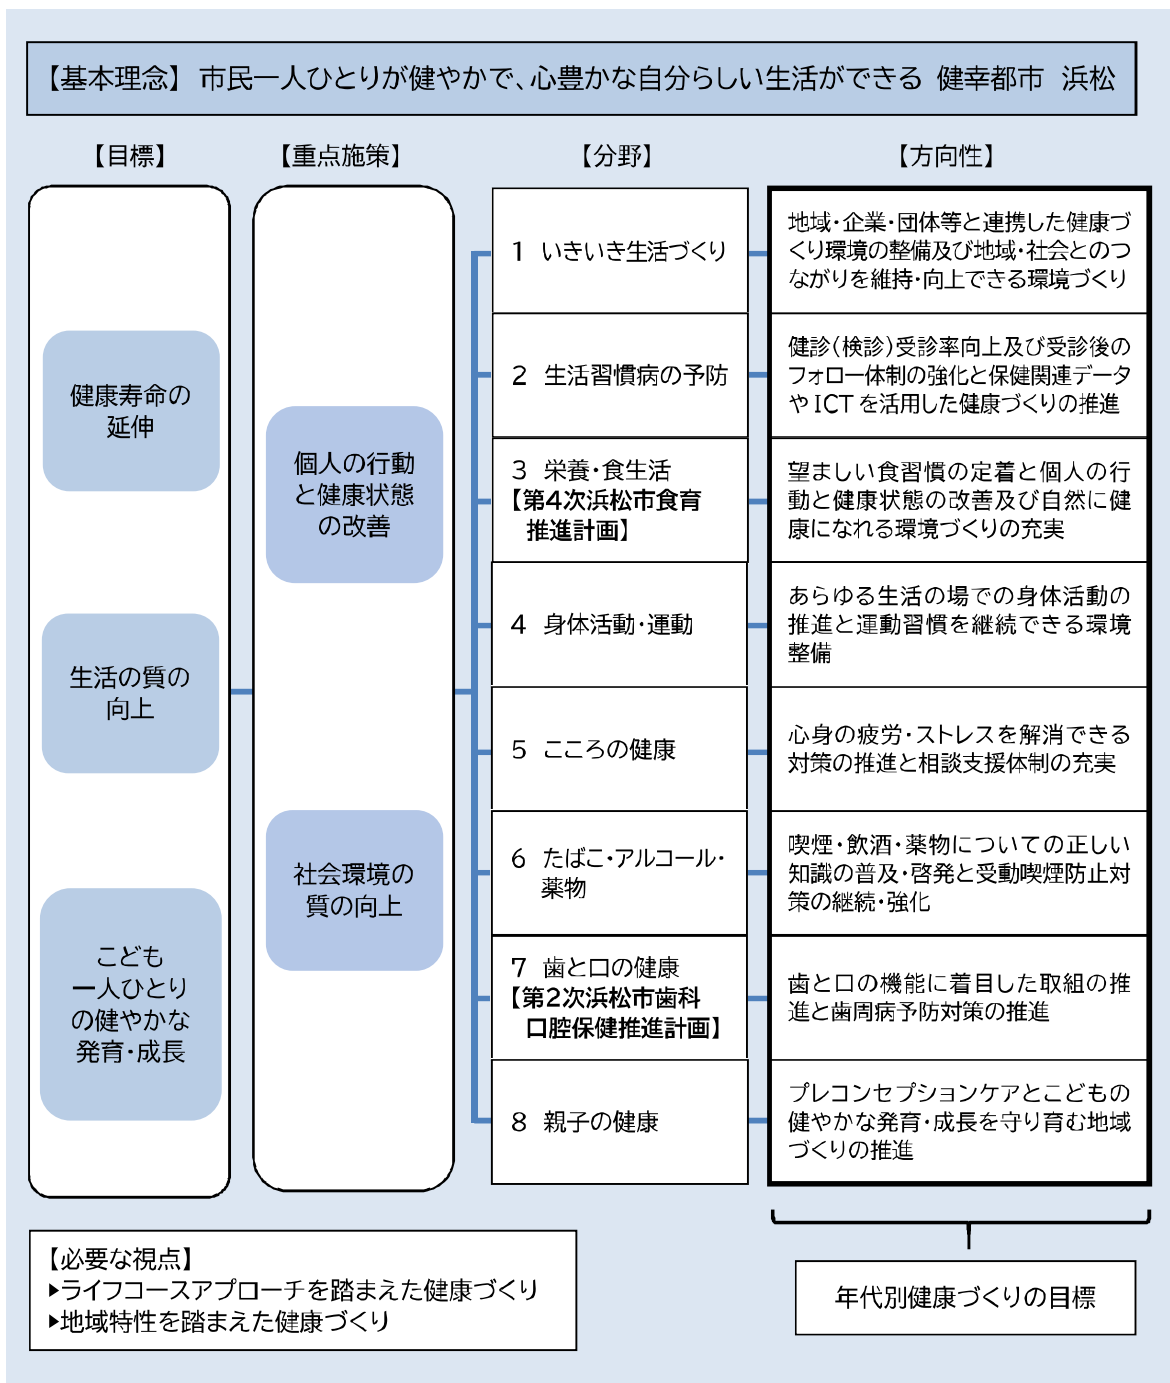 【基本理念】 市民一人ひとりが健やかで、心豊かな自分らしい生活ができる 健幸都市 浜松
【目標】
【重点施策】
【分野】
【方向性】
健康寿命の
延伸
生活の質の
向上
こども
一人ひとり
の健やかな
発育・成長
個人の行動
と健康状態
の改善
社会環境の
質の向上
1 いきいき生活づくり
地域・企業・団体等と連携した健康づ
くり環境の整備及び地域・社会とのつ
ながりを維持・向上できる環境づくり
2 生活習慣病の予防
健診(検診)受診率向上及び受診後の
フォロー体制の強化と保健関連データ
や ICT を活用した健康づくりの推進
3 栄養・食生活
【第4次浜松市食育
推進計画】
望ましい食習慣の定着と個人の行
動と健康状態の改善及び自然に健
康になれる環境づくりの充実
4 身体活動・運動
あらゆる生活の場での身体活動の
推進と運動習慣を継続できる環境
整備
5 こころの健康
心身の疲労・ストレスを解消できる
対策の推進と相談支援体制の充実
6 たばこ・アルコール・
薬物
喫煙・飲酒・薬物についての正しい
知識の普及・啓発と受動喫煙防止対
策の継続・強化
7 歯と口の健康
【第2次浜松市歯科
口腔保健推進計画】
歯と口の機能に着目した取組の推
進と歯周病予防対策の推進
8 親子の健康
プレコンセプションケアとこどもの
健やかな発育・成長を守り育む地域
づくりの推進
【必要な視点】
▶ライフコースアプローチを踏まえた健康づくり
▶地域特性を踏まえた健康づくり
年代別健康づくりの目標